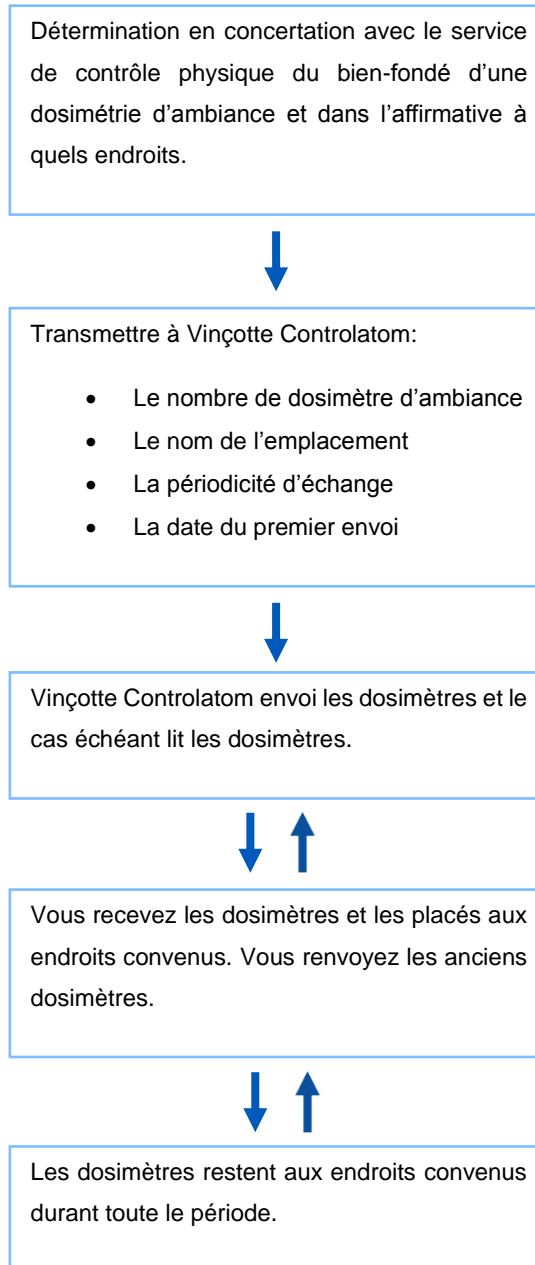 Détermination en concertation avec le service
de contrôle physique du bien-fondé d’une
dosimétrie d’ambiance et dans l’affirmative à
quels endroits.
Transmettre à Vinçotte Controlatom:
• Le nombre de dosimètre d’ambiance
• Le nom de l’emplacement
• La périodicité d’échange
• La date du premier envoi
Vinçotte Controlatom envoi les dosimètres et le
cas échéant lit les dosimètres.
Vous recevez les dosimètres et les placés aux
endroits convenus. Vous renvoyez les anciens
dosimètres.
Les dosimètres restent aux endroits convenus
durant toute le période.